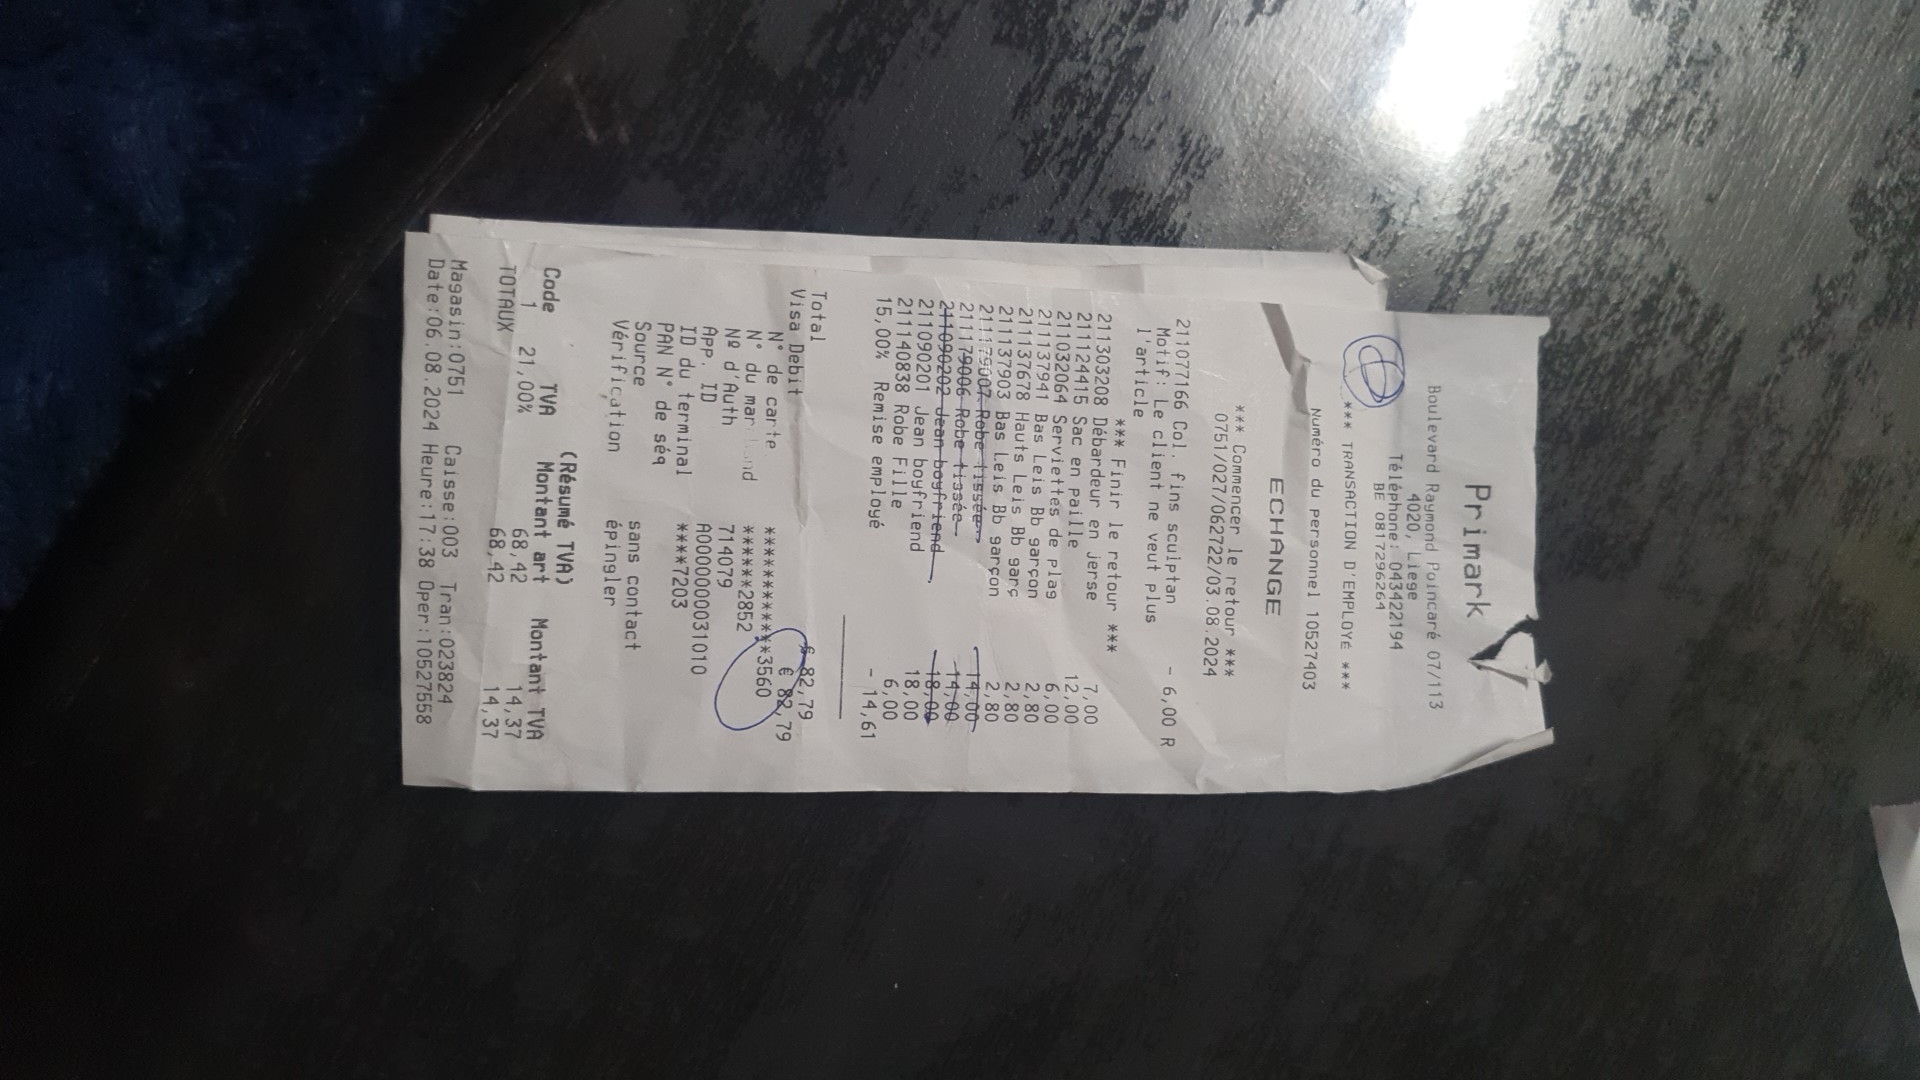 Primark
Boulevard Raymond Poincaré 07/113
4020, Liege
Téléphone: 043422194
BE 0817296264
*** TRANSACTION D'EMPLOYÉ ***
Numéro du personnel 10527403
ECHANGE
*** Commencer le retour ***
0751/027/062722/03.08.2024
211077166 Col. fins sculptan - 6,00 R
Motif: Le client ne veut plus
l'article
*** Finir le retour ***
211303208 Débardeur en jerse 7,00
211124415 Sac en paille 12,00
211032064 Serviettes de plag 6,00
211137941 Bas Leis Bb garçon 2,80
211137678 Hauts Leis Bb garç 2,80
211137903 Bas Leis Bb garçon 2,80
211179007 Robe tissée 14,00
211179006 Robe tissée 14,00
211090202 Jean boyfriend 18,00
211090201 Jean boyfriend 18,00
211140838 Robe Fille 6,00
15,00% Remise employé - 14,61
Total € 82,79
Visa Debit € 82,79
N° de carte ************3560
N° du mar and ******2852
Nº d'Auth 714079
App. ID A0000000031010
ID du terminal ****7203
PAN N° de séq
Source sans contact
Vérification épingler
(Résumé TVA)
Code TVA Montant art Montant TVA
1 21,00% 68,42 14,37
TOTAUX 68,42 14,37
Magasin:0751 Caisse:003 Tran:023824
Date:06.08.2024 Heure:17:38 Oper:10527558